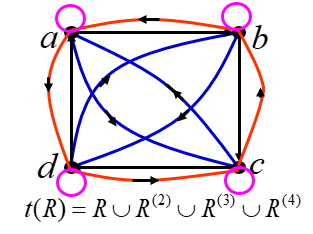 a b
d c
t(R) = R ∪ R^{(2)} ∪ R^{(3)} ∪ R^{(4)}